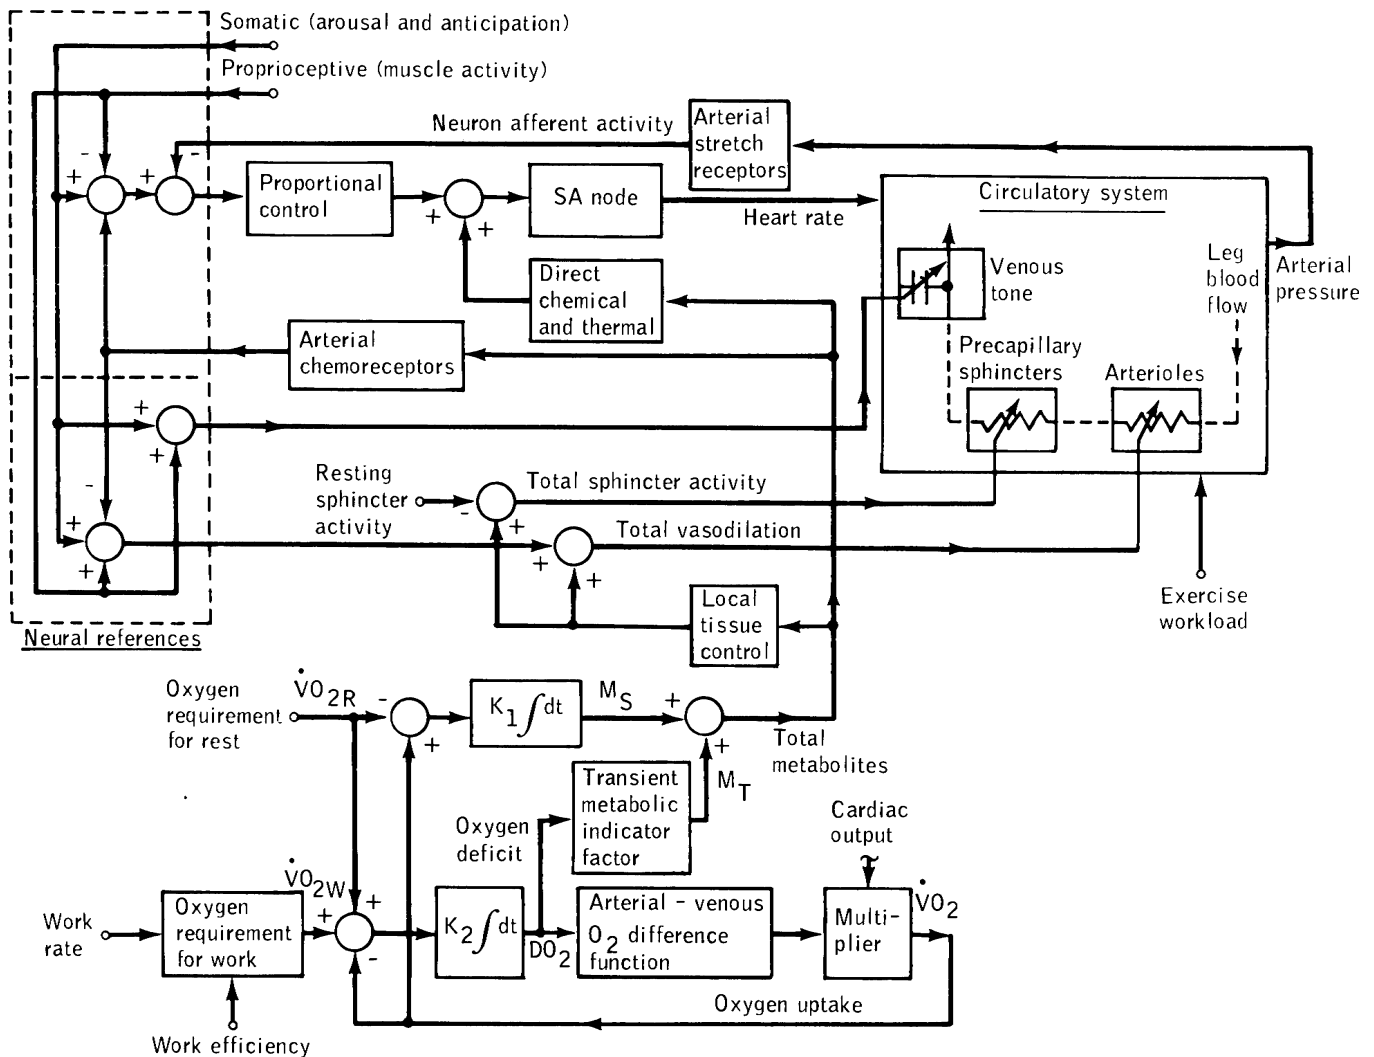 Somatic (arousal and anticipation)
Proprioceptive (muscle activity)
Neuron afferent activity
Arterial
stretch
receptors
-
-
+
+
Proportional
control
+
+
SA node
Heart rate
Circulatory system
Venous
tone
Leg
blood
flow
Arterial
pressure
Direct
chemical
and thermal
Arterial
chemoreceptors
Precapillary
sphincters
Arterioles
+
+
-
+
+
Resting
sphincter
activity
-
+
Total sphincter activity
+
+
Total vasodilation
Local
tissue
control
Exercise
workload
Neural references
Oxygen
requirement
for rest
V̇O2R
-
+
K1∫dt
MS
+
+
Total
metabolites
MT
Transient
metabolic
indicator
factor
Oxygen
deficit
Cardiac
output
V̇O2W
Work
rate
Oxygen
requirement
for work
+
+
-
K2∫dt
DO2
Arterial - venous
O2 difference
function
Multi-
plier
V̇O2
Oxygen uptake
Work efficiency